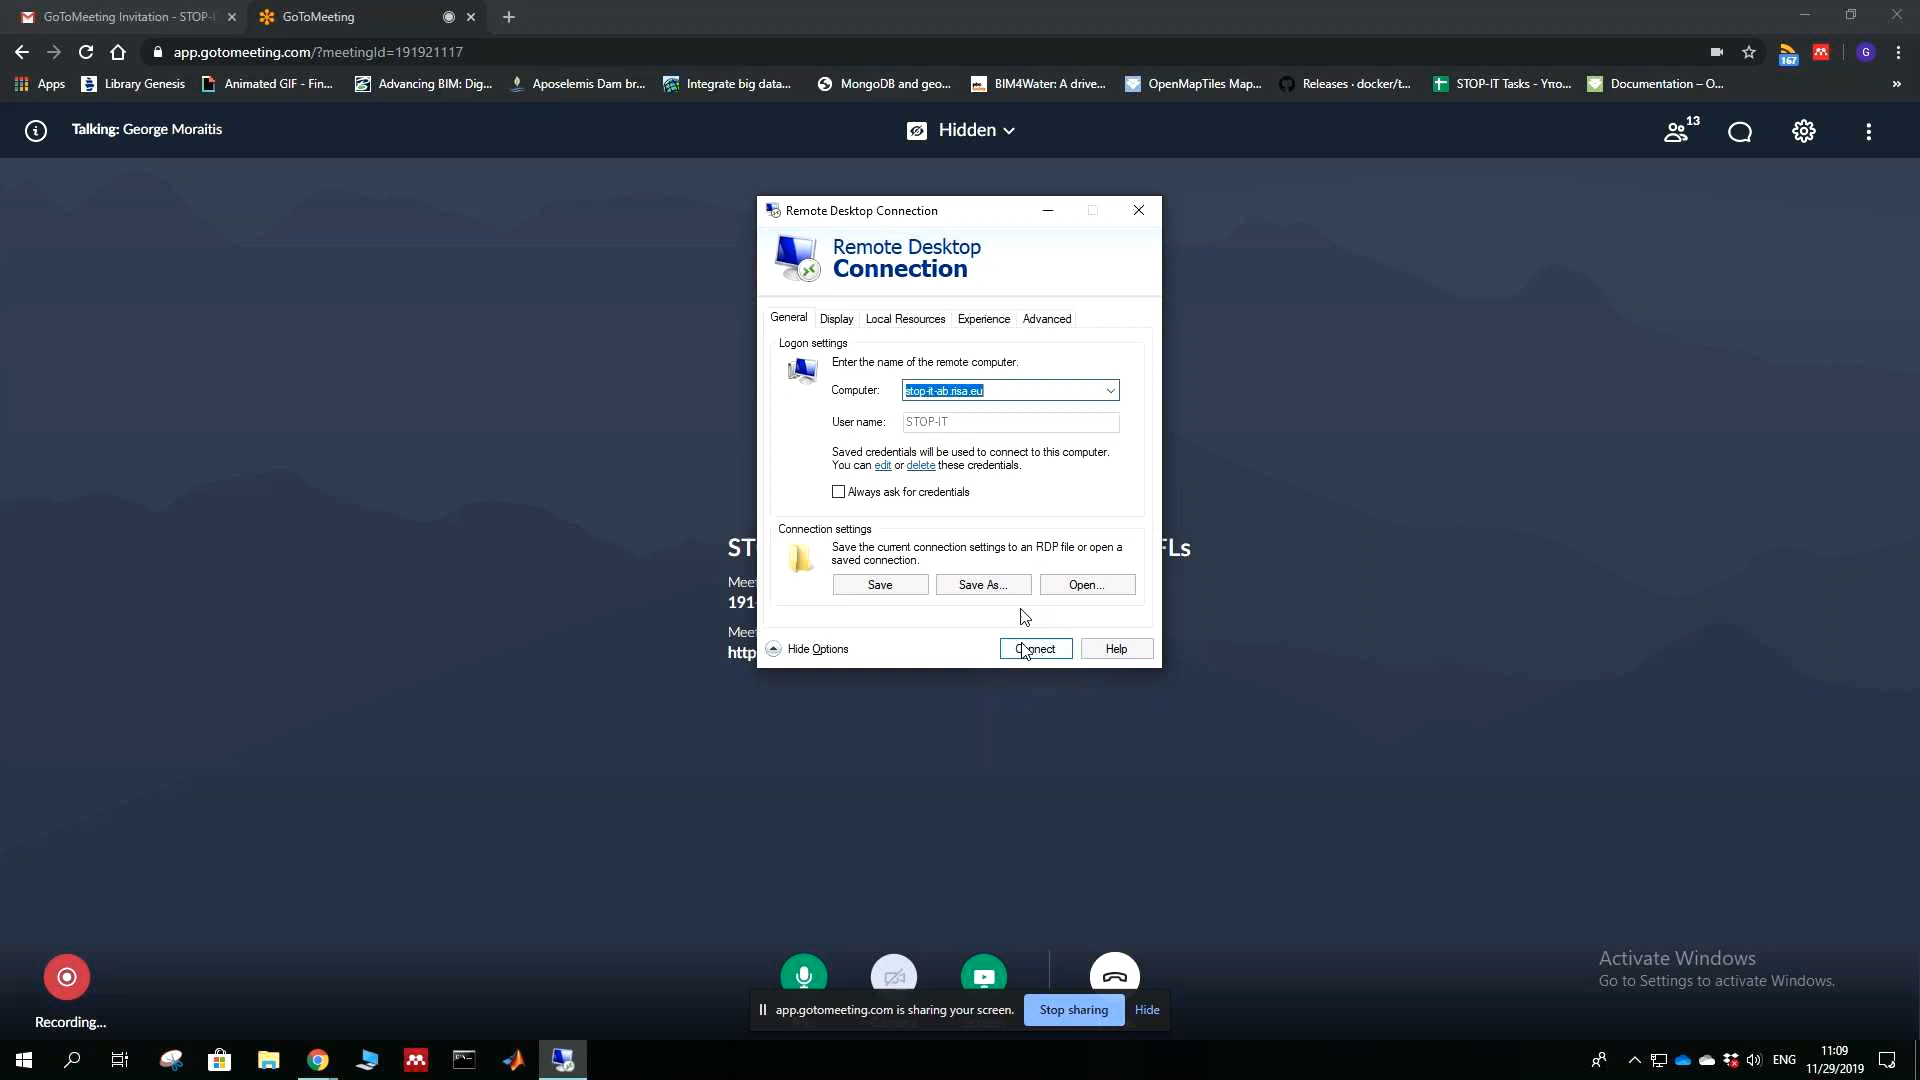 GoToMeeting Invitation - STOP-I
GoToMeeting
app.gotomeeting.com/?meetingId=191921117
167
G
Apps
Library Genesis
Animated GIF - Fin...
Advancing BIM: Dig...
Aposelemis Dam br...
Integrate big data...
MongoDB and geo...
BIM4Water: A drive...
OpenMapTiles Map...
Releases · docker/t...
STOP-IT Tasks - Υπο...
Documentation – O...
»
Talking: George Moraitis
Hidden
13
Remote Desktop Connection
Remote Desktop
Connection
General
Display
Local Resources
Experience
Advanced
Logon settings
Enter the name of the remote computer.
Computer:
stop-it-ab.risa.eu
User name:
STOP-IT
Saved credentials will be used to connect to this computer.
You can edit or delete these credentials.
Always ask for credentials
Connection settings
Save the current connection settings to an RDP file or open a
saved connection.
Save
Save As...
Open...
Hide Options
Connect
Help
ST
FLs
Meet
191-
Meet
http
Activate Windows
Go to Settings to activate Windows.
Recording...
app.gotomeeting.com is sharing your screen.
Stop sharing
Hide
ENG
11:09
11/29/2019